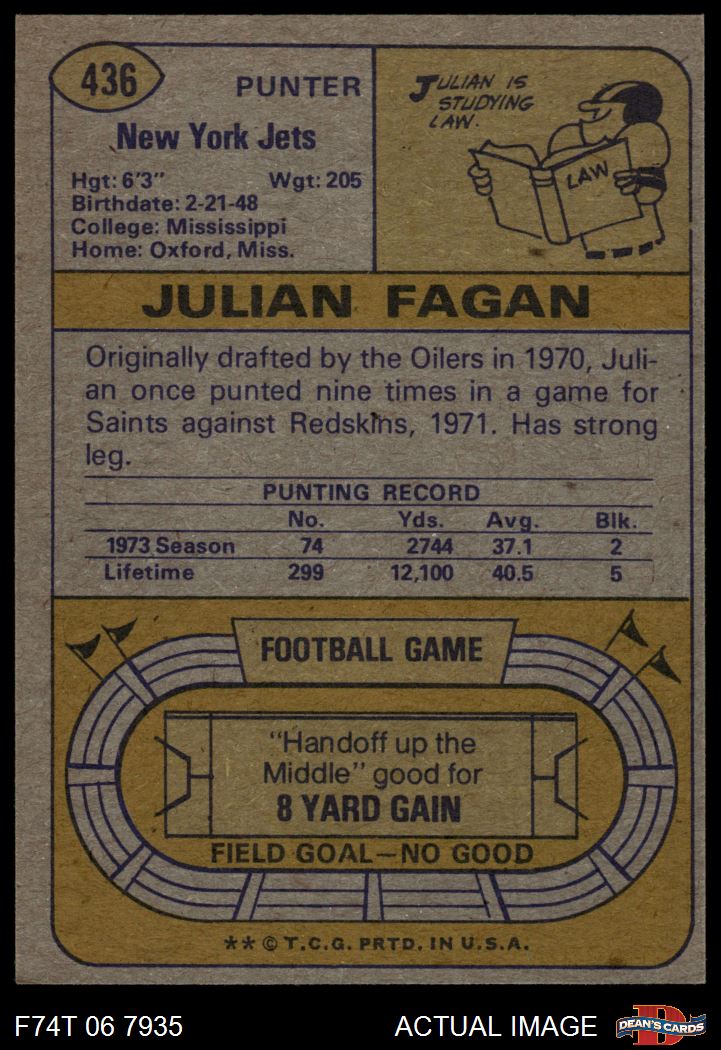 436
PUNTER
New York Jets
Hgt: 6'3" Wgt: 205
Birthdate: 2-21-48
College: Mississippi
Home: Oxford, Miss.
JULIAN IS
STUDYING
LAW.
LAW
JULIAN FAGAN
Originally drafted by the Oilers in 1970, Juli-
an once punted nine times in a game for
Saints against Redskins, 1971. Has strong
leg.
PUNTING RECORD
No. Yds. Avg. Blk.
1973 Season 74 2744 37.1 2
Lifetime 299 12,100 40.5 5
FOOTBALL GAME
"Handoff up the
Middle" good for
8 YARD GAIN
FIELD GOAL—NO GOOD
** © T.C.G. PRTD. IN U.S.A.
F74T 06 7935 ACTUAL IMAGE
D
DEAN'S CARDS